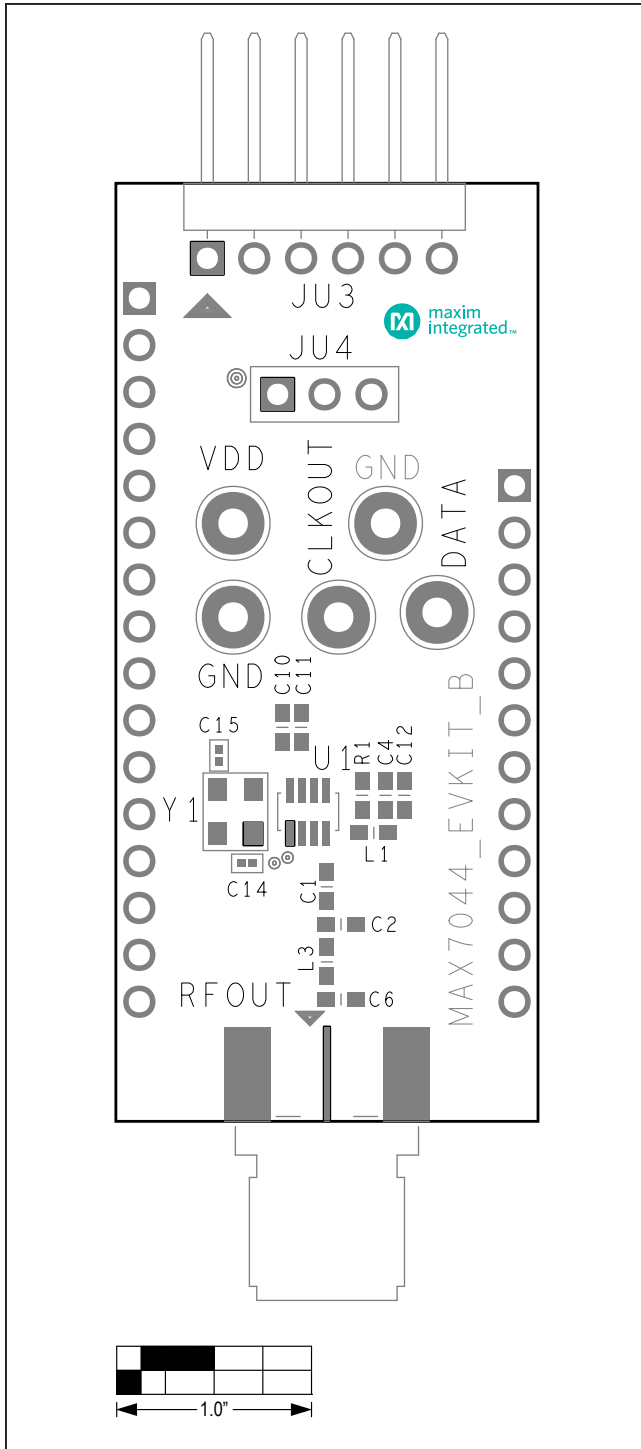 JU3
maxim
integrated™
JU4
VDD
CLKOUT
GND
DATA
GND
C10
C11
C15
U1
R1
C4
C12
Y1
L1
C14
C1
C2
L3
RFOUT
C6
MAX7044_EVKIT_B
1.0”